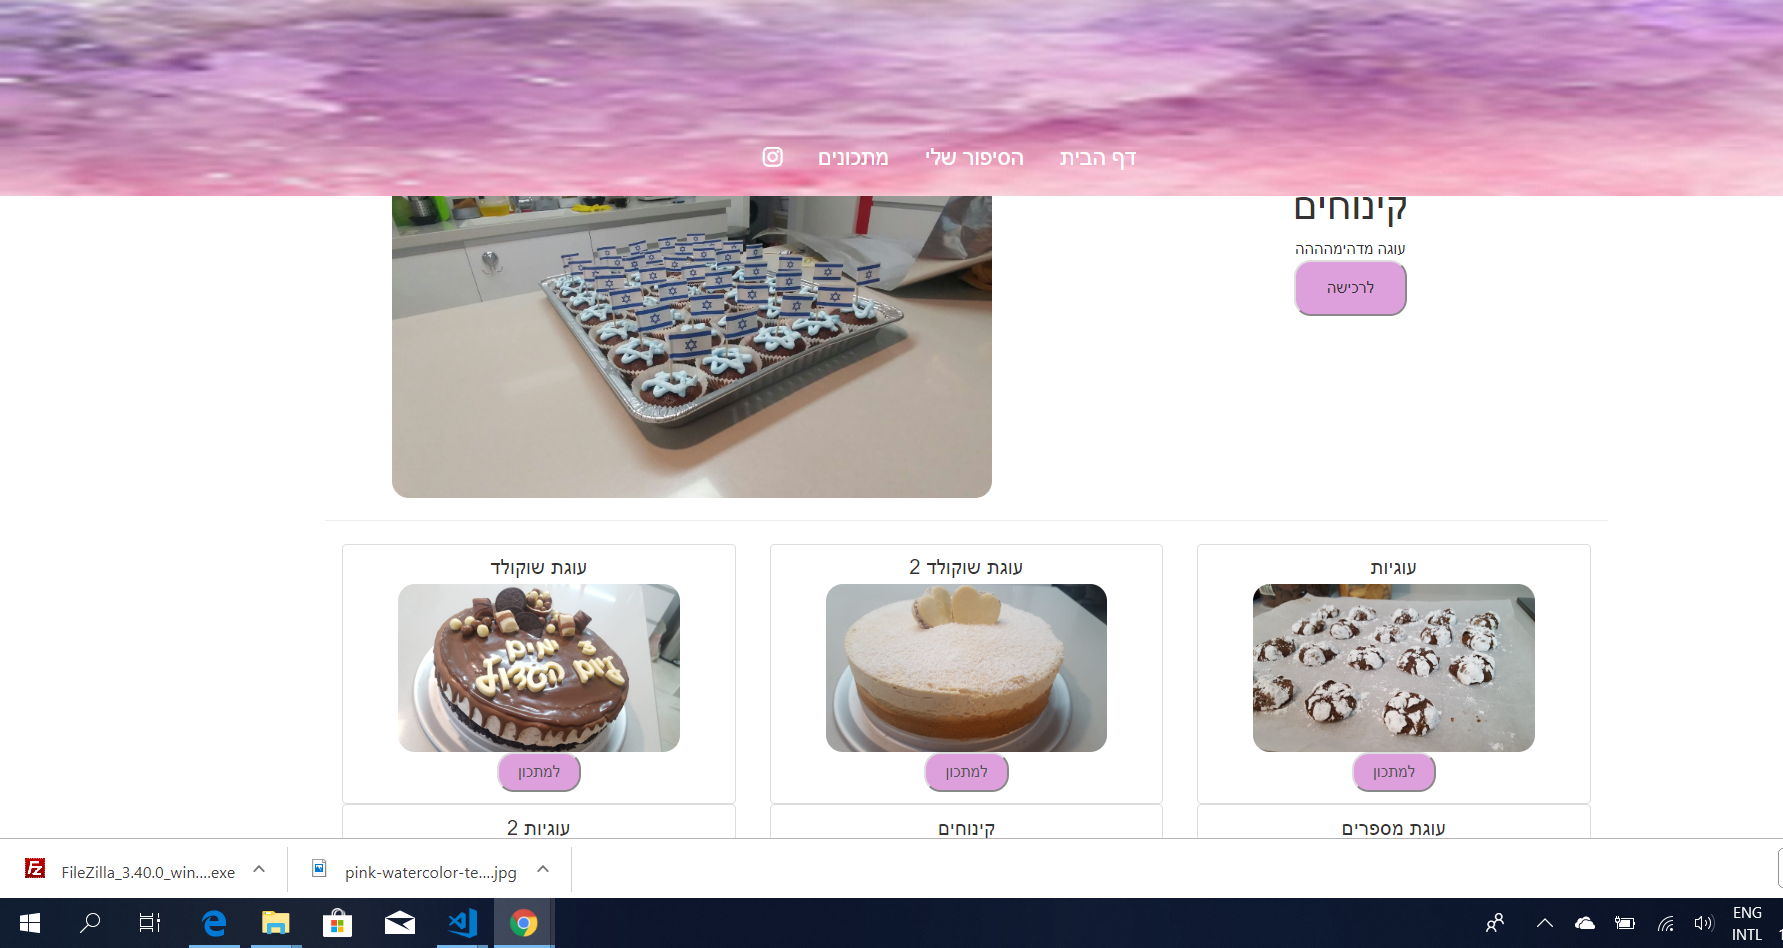 דף הבית
הסיפור שלי
מתכונים
קינוחים
עוגה מדהימהההה
לרכישה
עוגיות
עוגת שוקולד 2
עוגת שוקולד
למתכון
למתכון
למתכון
עוגת מספרים
קינוחים
עוגיות 2
FileZilla_3.40.0_win....exe
pink-watercolor-te....jpg
ENG
INTL